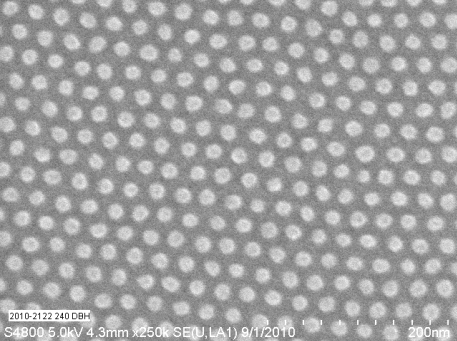 2010-2122 240 DBH
S4800 5.0kV 4.3mm x250k SE(U,LA1) 9/1/2010 200nm